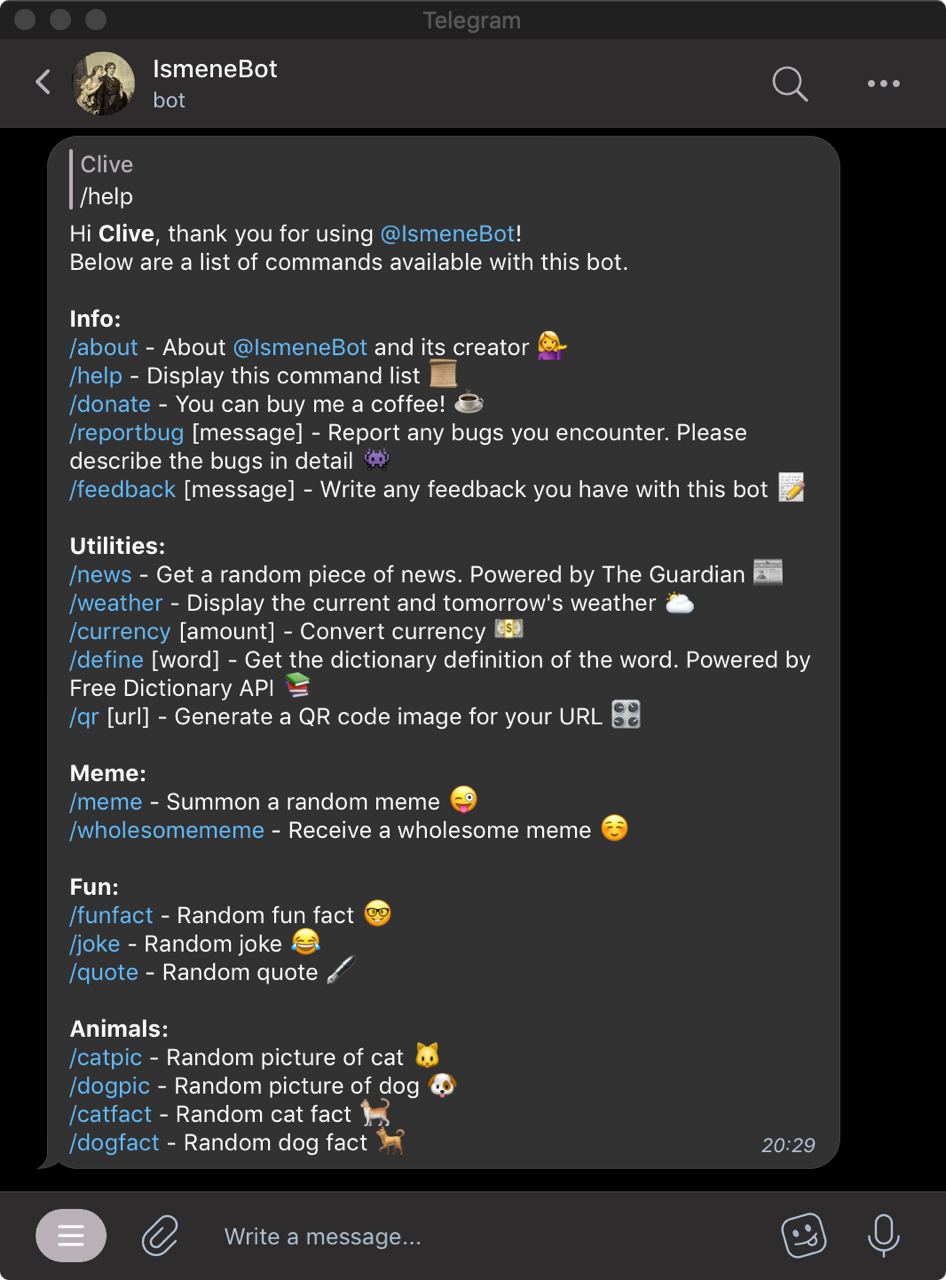 Telegram
IsmeneBot
bot
Clive
/help
Hi Clive, thank you for using @IsmeneBot!
Below are a list of commands available with this bot.
Info:
/about - About @IsmeneBot and its creator 💁‍♀️
/help - Display this command list 📜
/donate - You can buy me a coffee! ☕
/reportbug [message] - Report any bugs you encounter. Please
describe the bugs in detail 👾
/feedback [message] - Write any feedback you have with this bot 📝
Utilities:
/news - Get a random piece of news. Powered by The Guardian 📰
/weather - Display the current and tomorrow's weather 🌥
/currency [amount] - Convert currency 💵
/define [word] - Get the dictionary definition of the word. Powered by
Free Dictionary API 📚
/qr [url] - Generate a QR code image for your URL 🎛
Meme:
/meme - Summon a random meme 😜
/wholesomememe - Receive a wholesome meme ☺️
Fun:
/funfact - Random fun fact 🤓
/joke - Random joke 😂
/quote - Random quote 🖋
Animals:
/catpic - Random picture of cat 🐱
/dogpic - Random picture of dog 🐶
/catfact - Random cat fact 🐈
/dogfact - Random dog fact 🐕
20:29
Write a message...